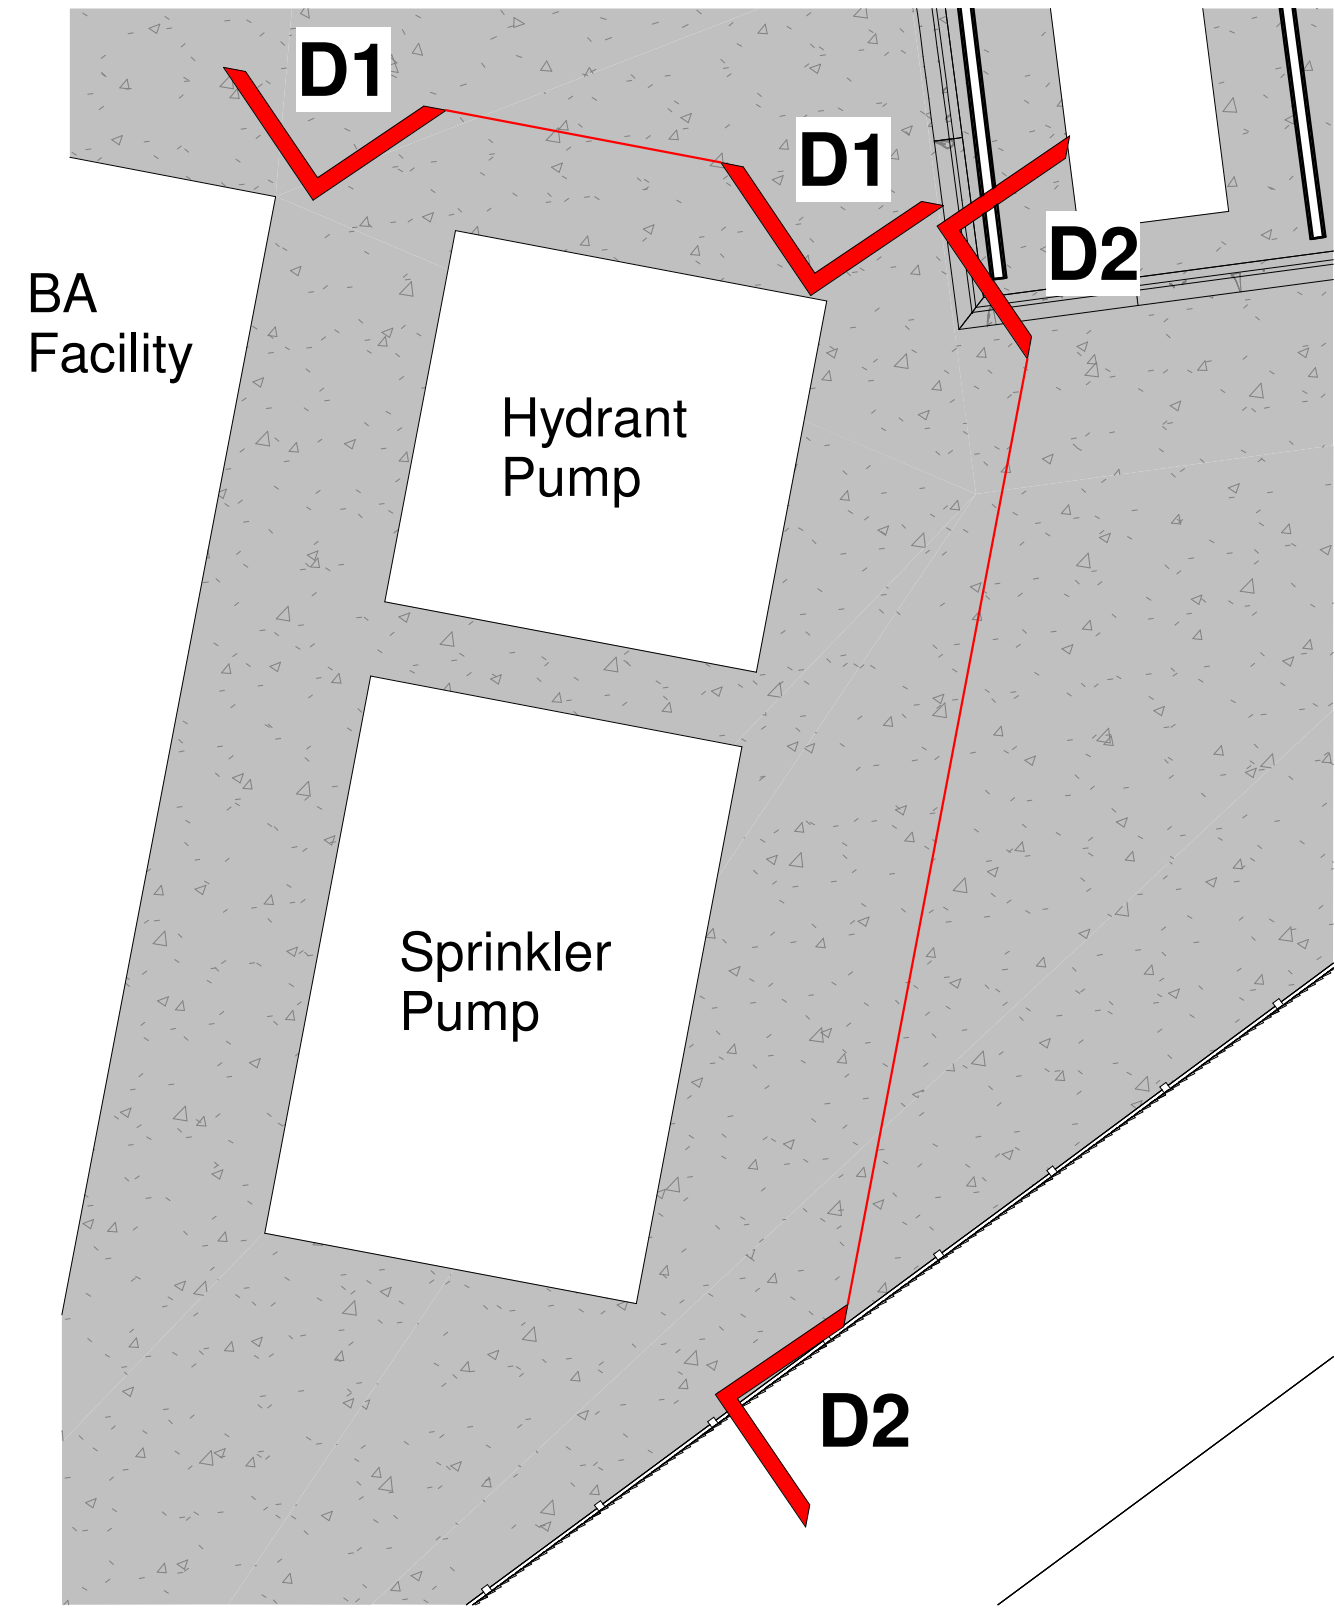 D1
D1
D2
BA
Facility
Hydrant
Pump
Sprinkler
Pump
D2